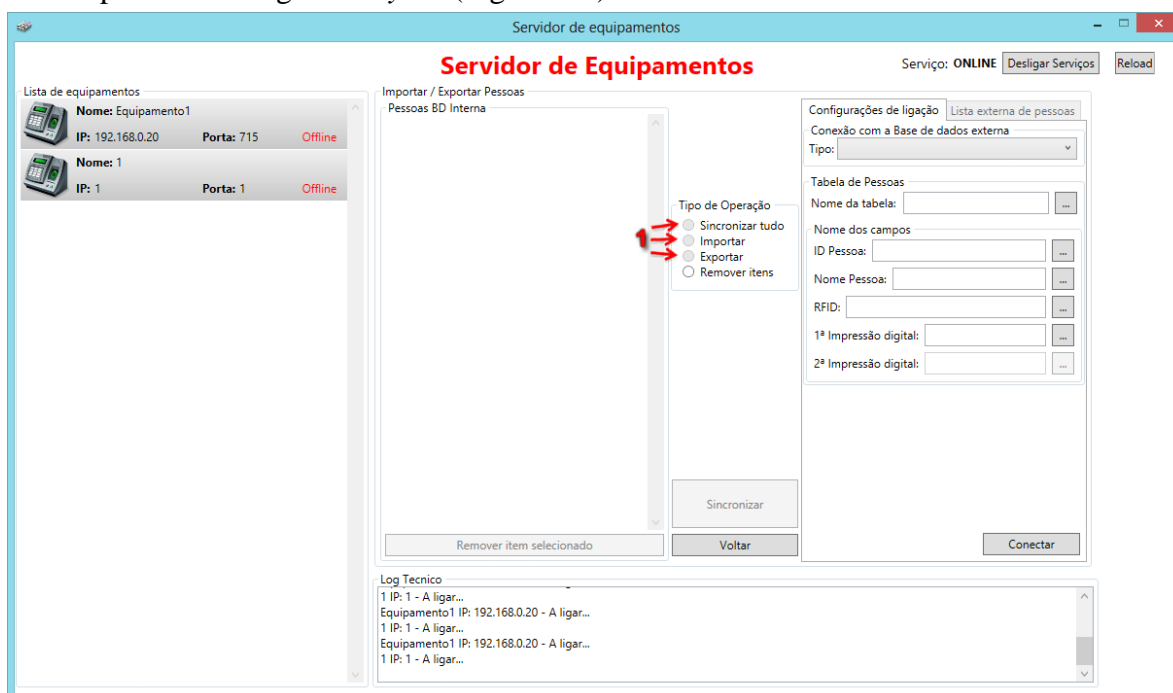 Servidor de equipamentos
Servidor de Equipamentos
Serviço: ONLINE Desligar Serviços Reload
Lista de equipamentos
Nome: Equipamento1
IP: 192.168.0.20 Porta: 715 Offline
Nome: 1
IP: 1 Porta: 1 Offline
Importar / Exportar Pessoas
Pessoas BD Interna
Remover item selecionado
Tipo de Operação
1
Sincronizar tudo
Importar
Exportar
Remover itens
Sincronizar
Voltar
Configurações de ligação Lista externa de pessoas
Conexão com a Base de dados externa
Tipo:
Tabela de Pessoas
Nome da tabela: ...
Nome dos campos
ID Pessoa: ...
Nome Pessoa: ...
RFID: ...
1ª Impressão digital: ...
2ª Impressão digital: ...
Conectar
Log Tecnico
1 IP: 1 - A ligar...
Equipamento1 IP: 192.168.0.20 - A ligar...
1 IP: 1 - A ligar...
Equipamento1 IP: 192.168.0.20 - A ligar...
1 IP: 1 - A ligar...